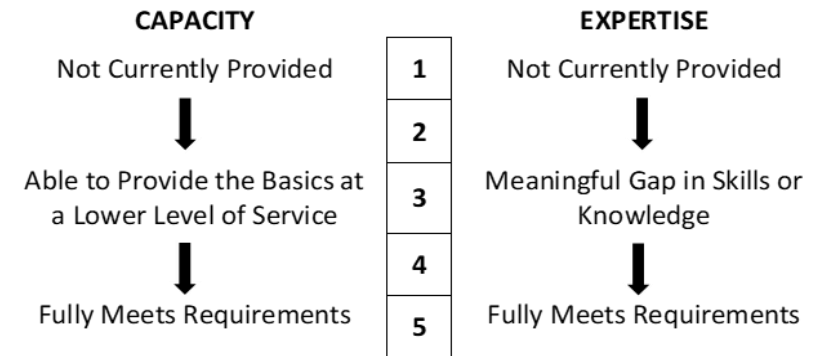 CAPACITY EXPERTISE
Not Currently Provided 1 Not Currently Provided
2
Able to Provide the Basics at
a Lower Level of Service
3
Meaningful Gap in Skills or
Knowledge
4
Fully Meets Requirements 5 Fully Meets Requirements